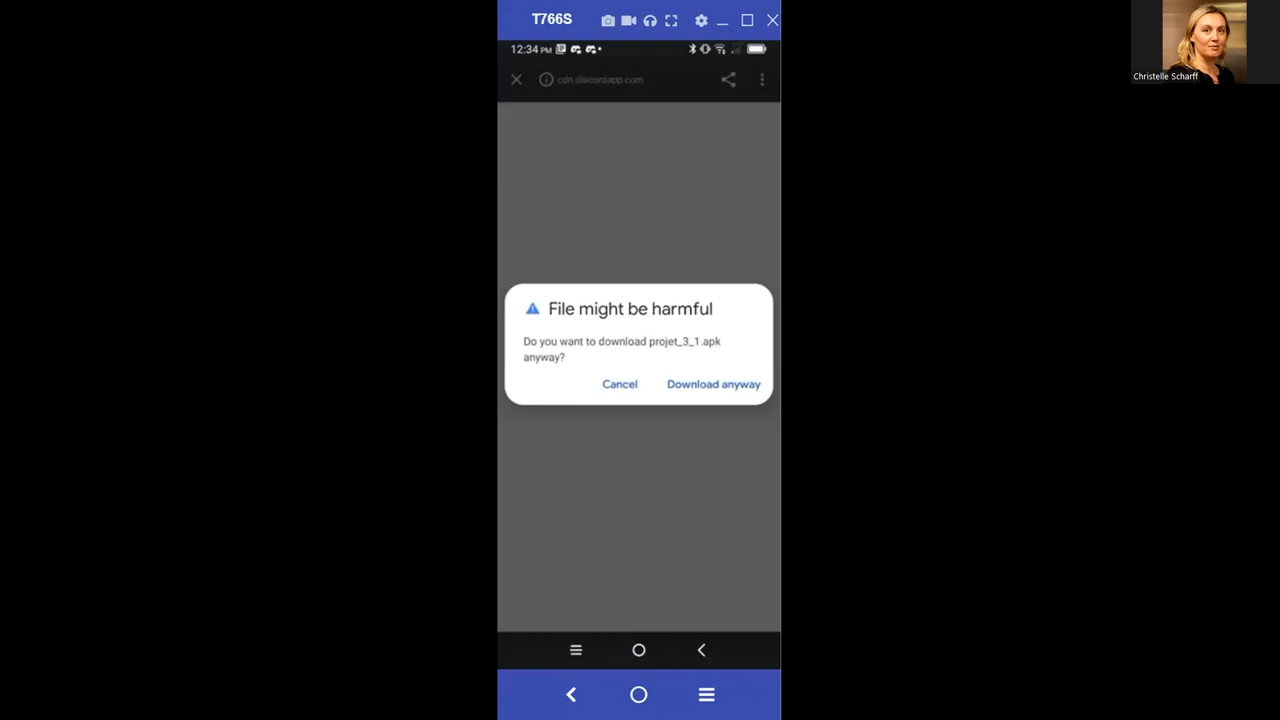 T766S
12:34 PM
cdn.discordapp.com
File might be harmful
Do you want to download projet_3_1.apk
anyway?
Cancel Download anyway
Christelle Scharff